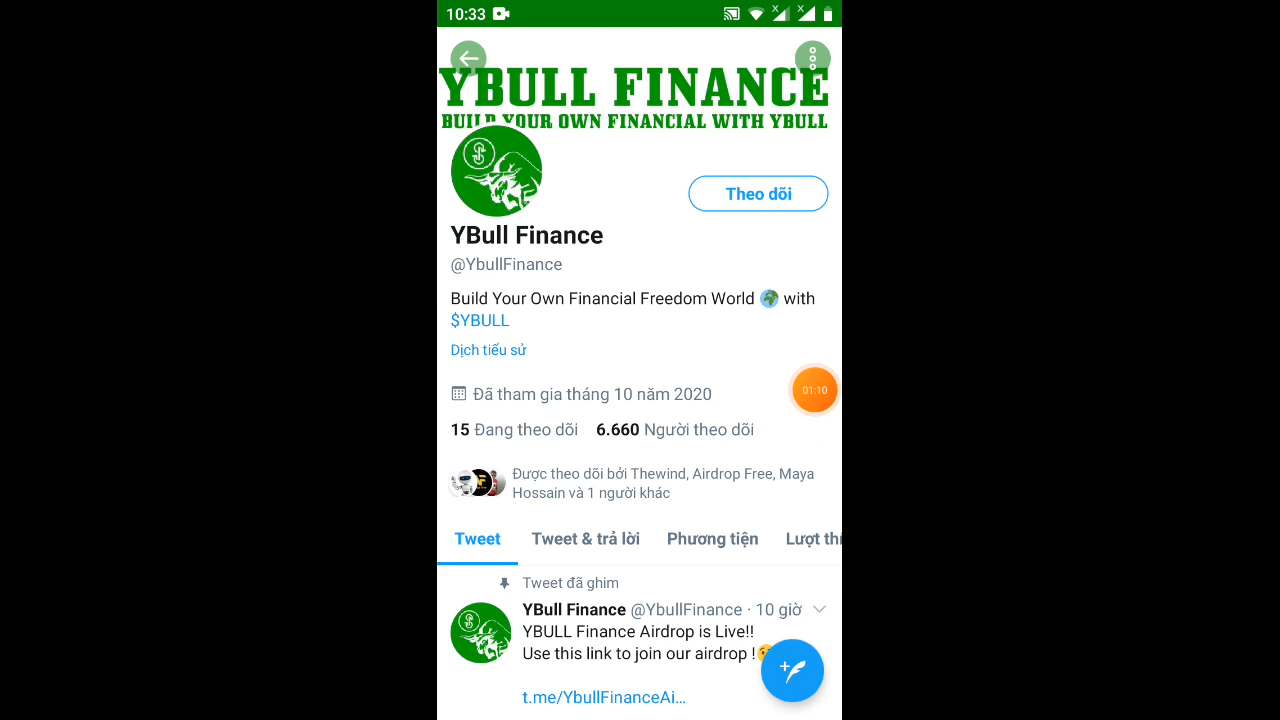 10:33
YBULL FINANCE
BUILD YOUR OWN FINANCIAL WITH YBULL
Theo dõi
YBull Finance
@YbullFinance
Build Your Own Financial Freedom World 🌍 with
$YBULL
Dịch tiểu sử
Đã tham gia tháng 10 năm 2020
01:10
15 Đang theo dõi 6.660 Người theo dõi
Được theo dõi bởi Thewind, Airdrop Free, Maya
Hossain và 1 người khác
Tweet Tweet & trả lời Phương tiện Lượt thí
Tweet đã ghim
YBull Finance @YbullFinance · 10 giờ
YBULL Finance Airdrop is Live!!
Use this link to join our airdrop !
t.me/YbullFinanceAi...